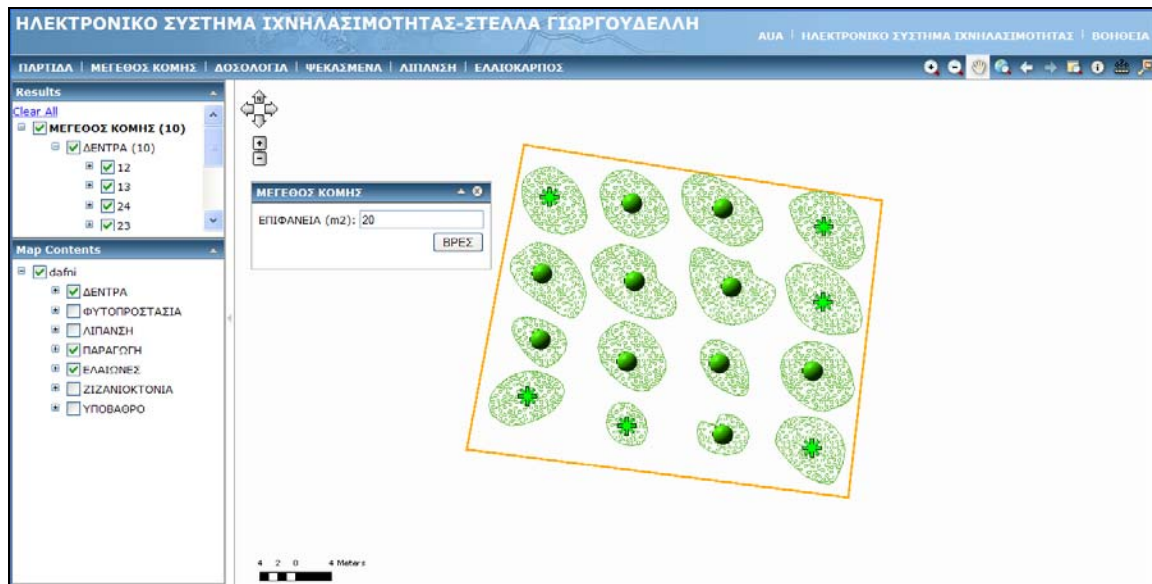 ΗΛΕΚΤΡΟΝΙΚΟ ΣΥΣΤΗΜΑ ΙΧΝΗΛΑΣΙΜΟΤΗΤΑΣ-ΣΤΕΛΛΑ ΓΙΩΡΓΟΥΔΕΛΛΗ
AUA | ΗΛΕΚΤΡΟΝΙΚΟ ΣΥΣΤΗΜΑ ΙΧΝΗΛΑΣΙΜΟΤΗΤΑΣ | ΒΟΗΘΕΙΑ
ΠΑΡΤΙΔΑ | ΜΕΓΕΘΟΣ ΚΟΜΗΣ | ΔΟΣΟΛΟΓΙΑ | ΨΕΚΑΣΜΕΝΑ | ΛΙΠΑΝΣΗ | ΕΛΑΙΟΚΑΡΠΟΣ
Results
Clear All
ΜΕΓΕΘΟΣ ΚΟΜΗΣ (10)
ΔΕΝΤΡΑ (10)
12
13
24
23
Map Contents
dafni
ΔΕΝΤΡΑ
ΦΥΤΟΠΡΟΣΤΑΣΙΑ
ΛΙΠΑΝΣΗ
ΠΑΡΑΓΩΓΗ
ΕΛΑΙΩΝΕΣ
ΖΙΖΑΝΙΟΚΤΟΝΙΑ
ΥΠΟΒΑΘΡΟ
N
ΜΕΓΕΘΟΣ ΚΟΜΗΣ
ΕΠΙΦΑΝΕΙΑ (m2): 20
ΒΡΕΣ
4 2 0 4 Meters